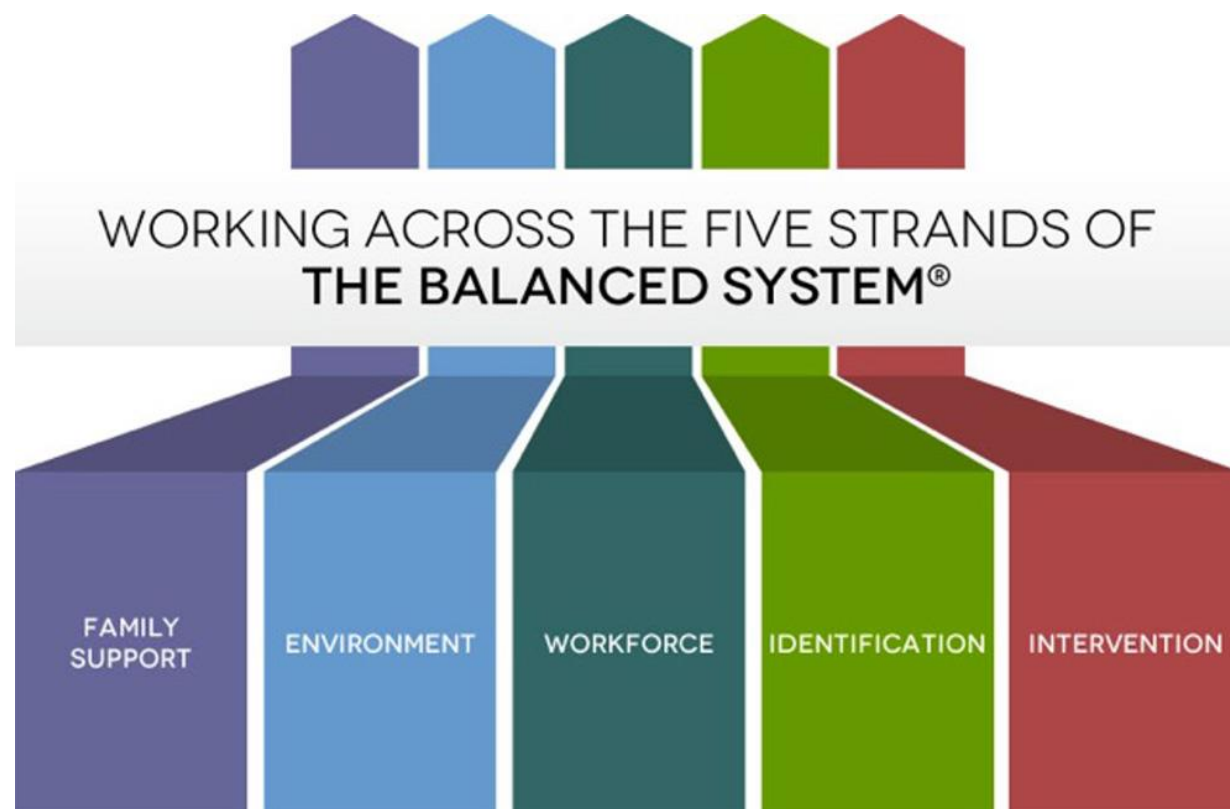 WORKING ACROSS THE FIVE STRANDS OF
THE BALANCED SYSTEM®
FAMILY
SUPPORT
ENVIRONMENT
WORKFORCE
IDENTIFICATION
INTERVENTION